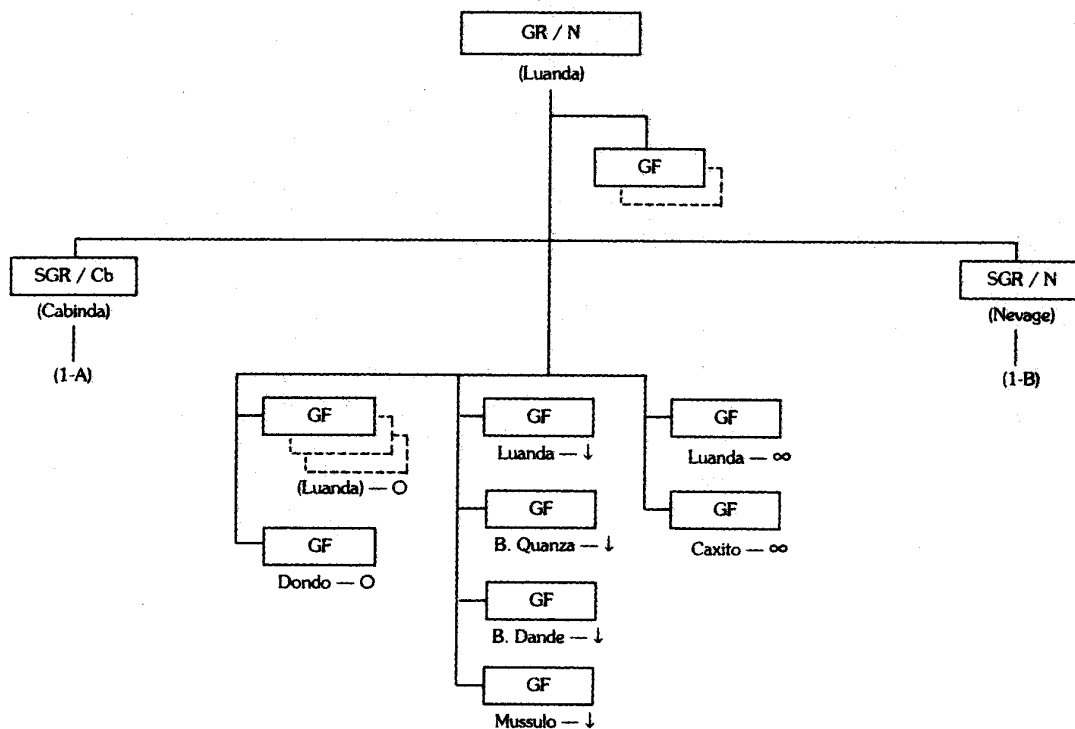 GR / N
(Luanda)
GF
SGR / Cb
(Cabinda)
(1-A)
SGR / N
(Nevage)
(1-B)
GF
(Luanda) — O
GF
Dondo — O
GF
Luanda — ↓
GF
B. Quanza — ↓
GF
B. Dande — ↓
GF
Mussulo — ↓
GF
Luanda — ∞
GF
Caxito — ∞